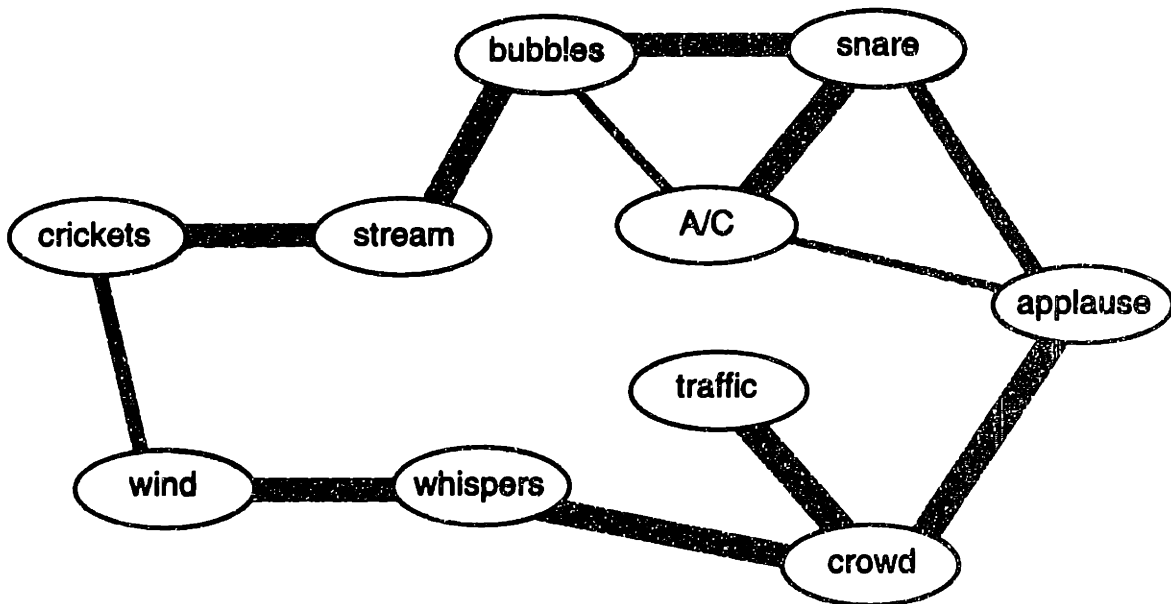 bubbles
snare
crickets
stream
A/C
applause
traffic
wind
whispers
crowd